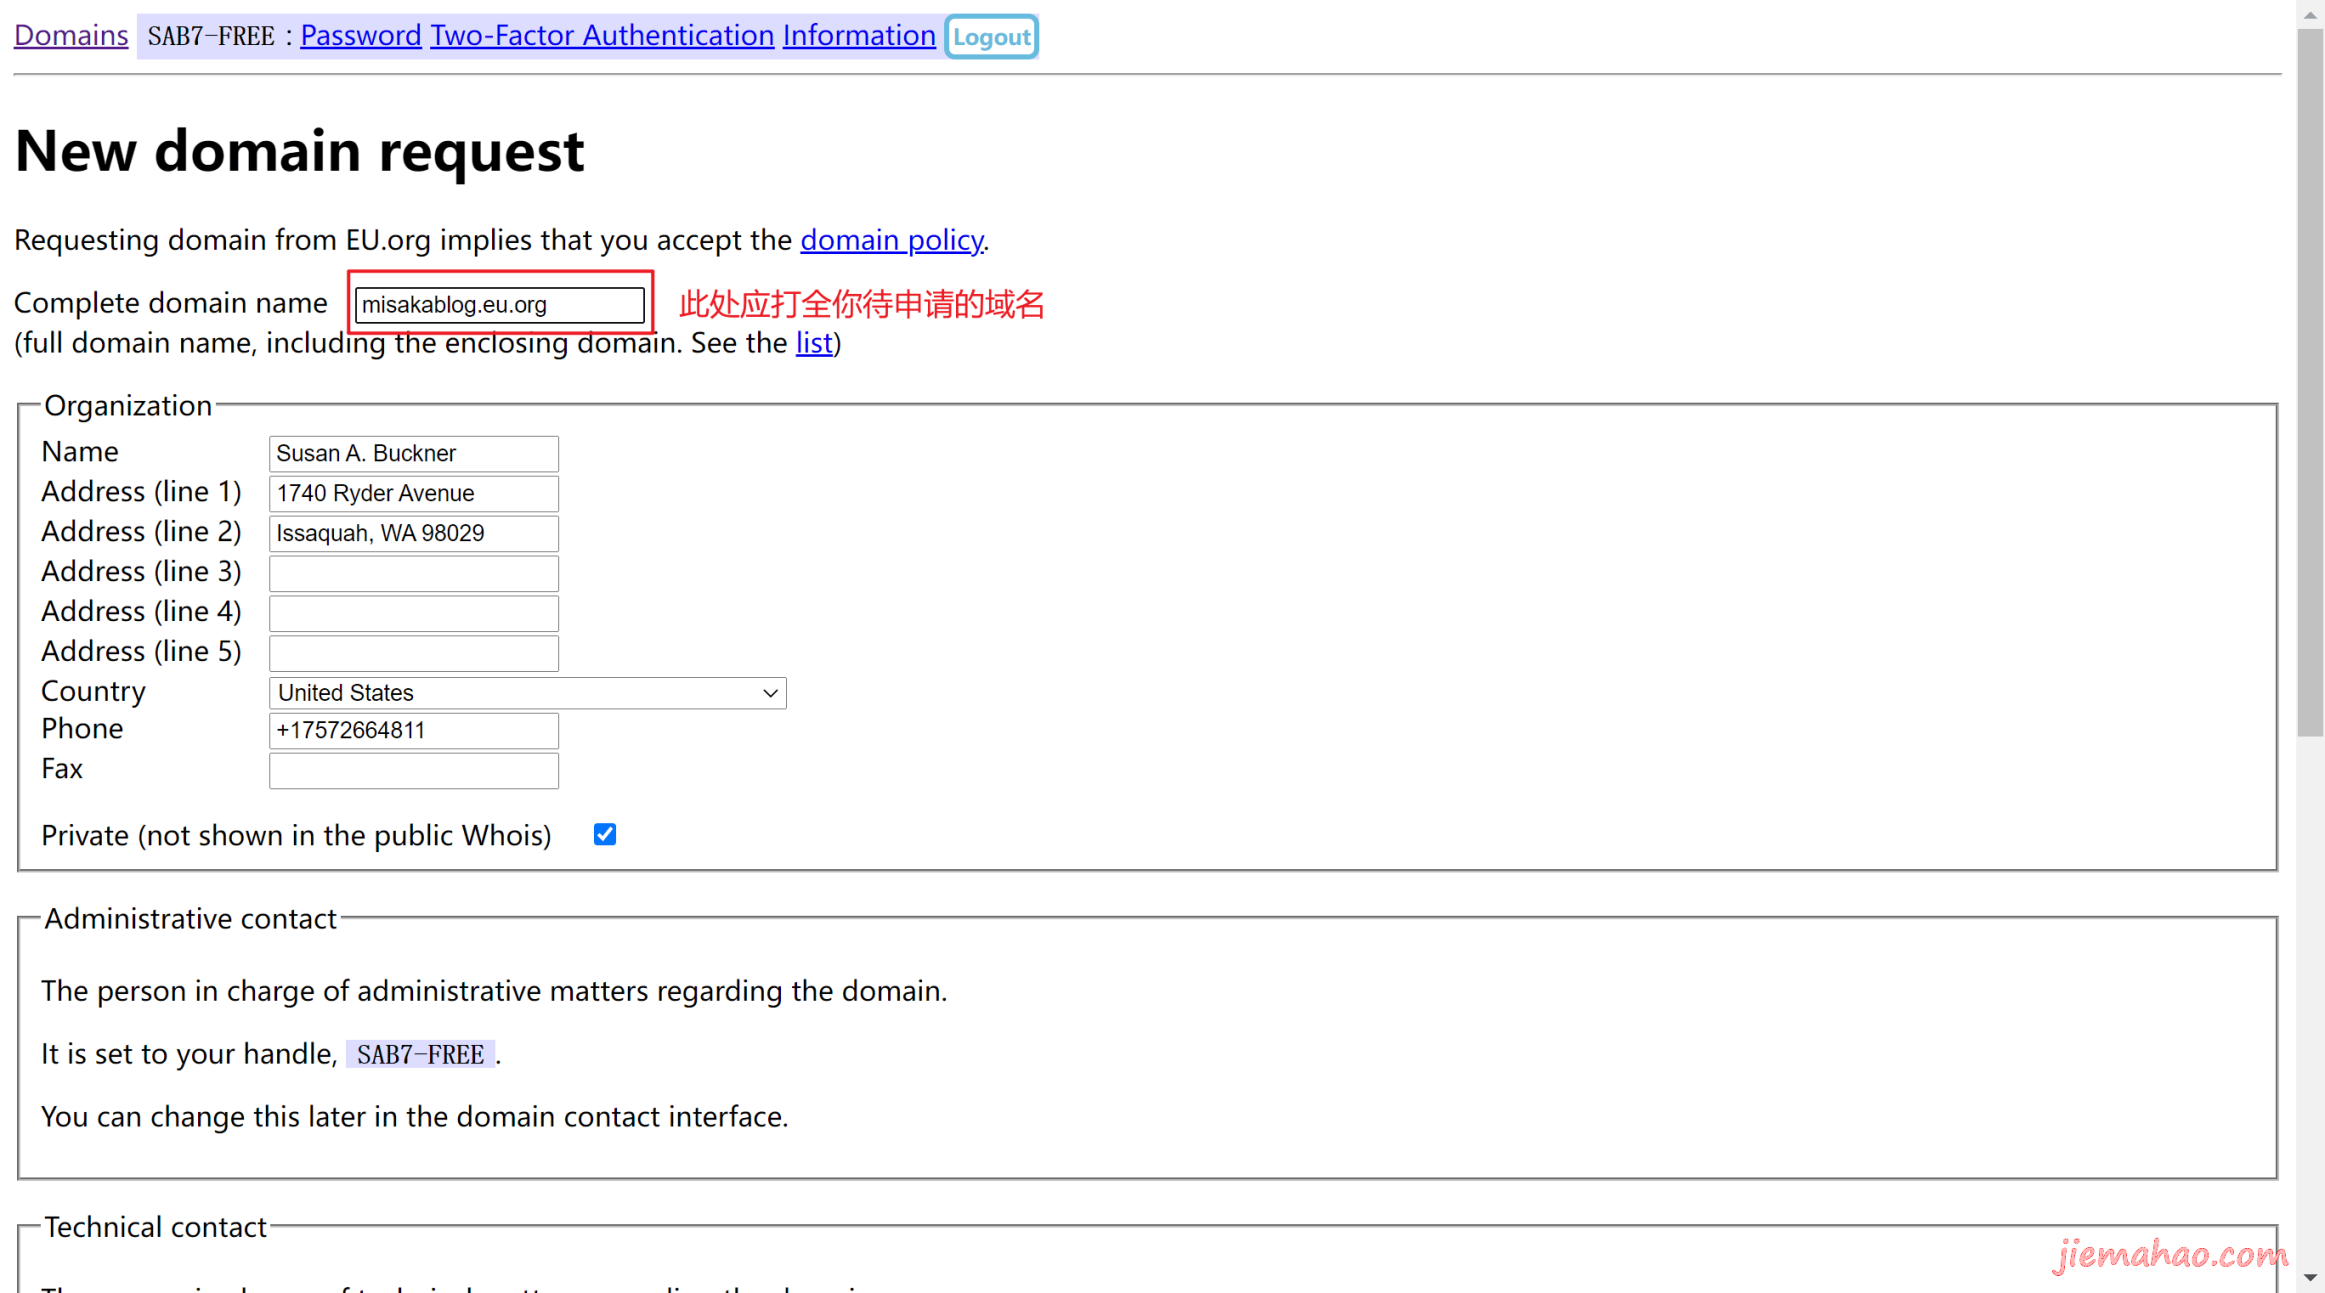 Domains SAB7-FREE : Password Two-Factor Authentication Information Logout
New domain request
Requesting domain from EU.org implies that you accept the domain policy.
Complete domain name misakablog.eu.org 此处应打全你待申请的域名
(full domain name, including the enclosing domain. See the list)
Organization
Name Susan A. Buckner
Address (line 1) 1740 Ryder Avenue
Address (line 2) Issaquah, WA 98029
Address (line 3)
Address (line 4)
Address (line 5)
Country United States
Phone +17572664811
Fax
Private (not shown in the public Whois)
Administrative contact
The person in charge of administrative matters regarding the domain.
It is set to your handle, SAB7-FREE .
You can change this later in the domain contact interface.
Technical contact
jiemahao.com